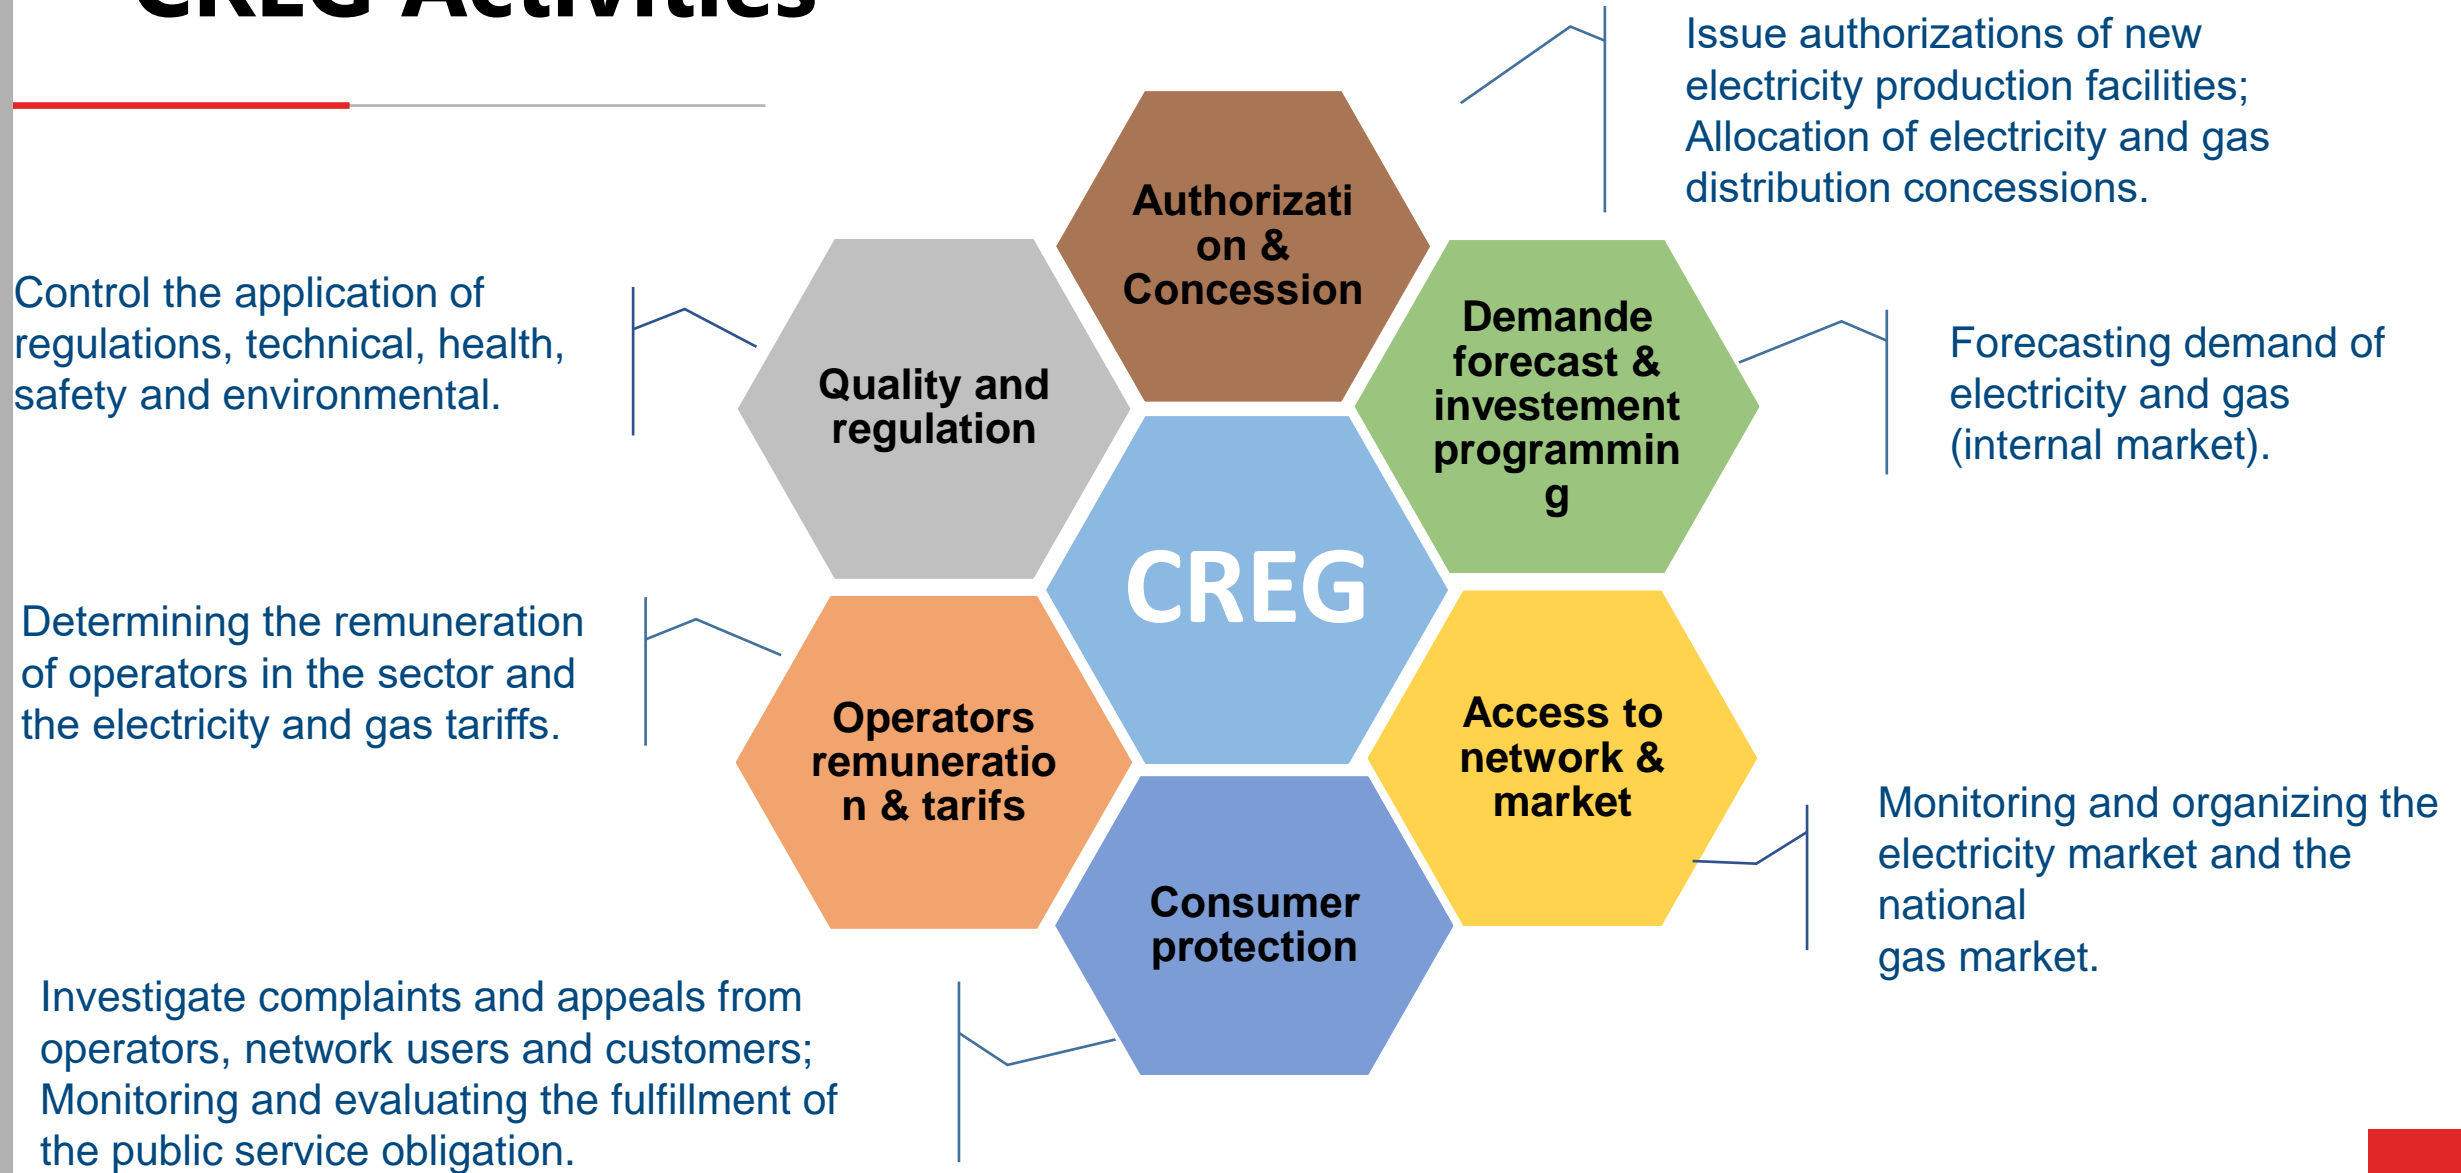 CREG Activities
Issue authorizations of new
electricity production facilities;
Allocation of electricity and gas
distribution concessions.
Authorizati
on &
Concession
Control the application of
regulations, technical, health,
safety and environmental.
Quality and
regulation
Demande
forecast &
investement
programmin
g
Forecasting demand of
electricity and gas
(internal market).
CREG
Determining the remuneration
of operators in the sector and
the electricity and gas tariffs.
Operators
remuneratio
n & tarifs
Access to
network &
market
Monitoring and organizing the
electricity market and the
national
gas market.
Consumer
protection
Investigate complaints and appeals from
operators, network users and customers;
Monitoring and evaluating the fulfillment of
the public service obligation.